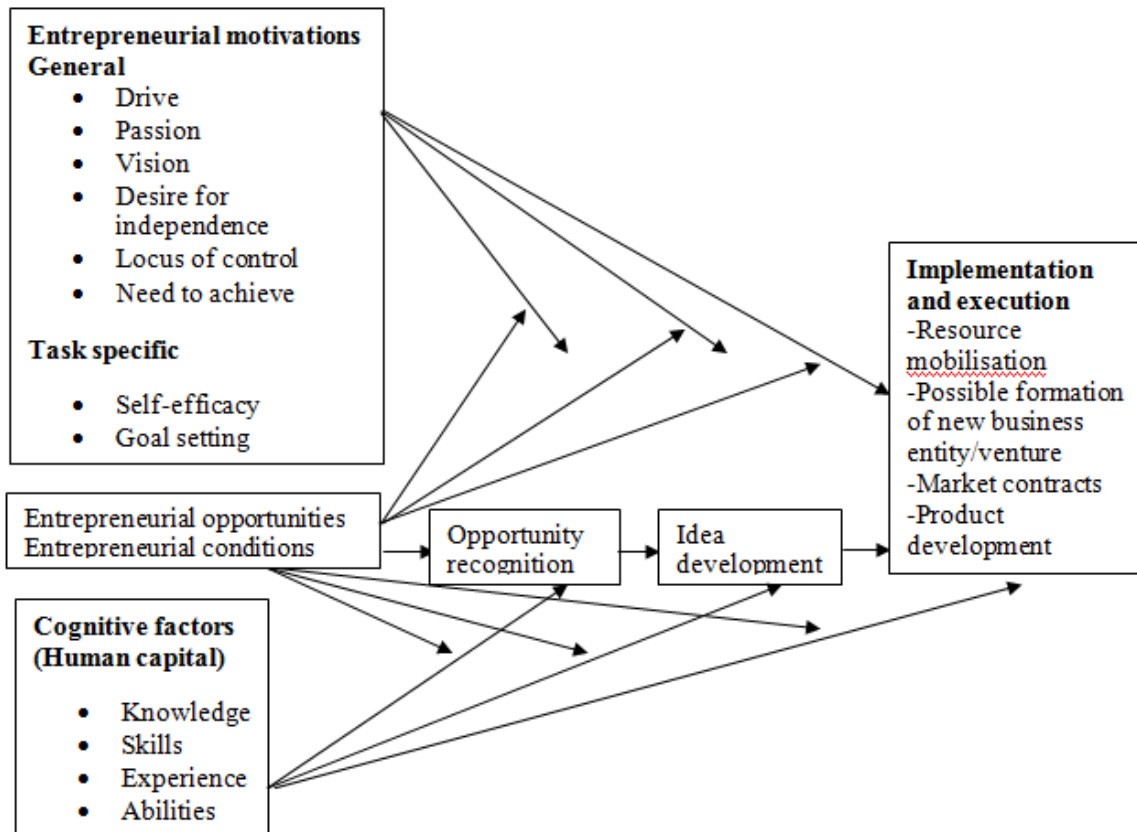 Entrepreneurial motivations
General
• Drive
• Passion
• Vision
• Desire for
independence
• Locus of control
• Need to achieve
Task specific
• Self-efficacy
• Goal setting
Entrepreneurial opportunities
Entrepreneurial conditions
Opportunity
recognition
Idea
development
Implementation
and execution
-Resource
mobilisation
-Possible formation
of new business
entity/venture
-Market contracts
-Product
development
Cognitive factors
(Human capital)
• Knowledge
• Skills
• Experience
• Abilities